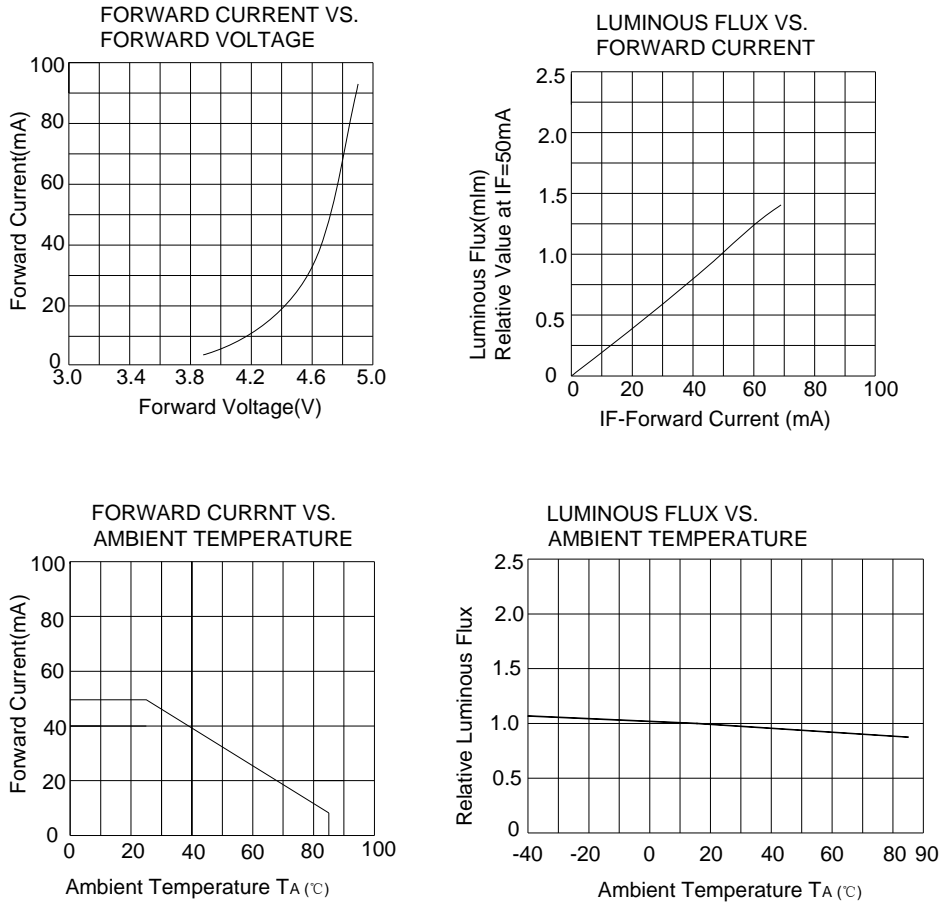 FORWARD CURRENT VS.
FORWARD VOLTAGE
100
80
60
40
20
0
3.0 3.4 3.8 4.2 4.6 5.0
Forward Current(mA)
Forward Voltage(V)
LUMINOUS FLUX VS.
FORWARD CURRENT
2.5
2.0
1.5
1.0
0.5
0
0 20 40 60 80 100
Luminous Flux(mlm)
Relative Value at IF=50mA
IF-Forward Current (mA)
FORWARD CURRNT VS.
AMBIENT TEMPERATURE
100
80
60
40
20
0
0 20 40 60 80 100
Forward Current(mA)
Ambient Temperature TA (℃)
LUMINOUS FLUX VS.
AMBIENT TEMPERATURE
2.5
2.0
1.5
1.0
0.5
0
-40 -20 0 20 40 60 80 90
Relative Luminous Flux
Ambient Temperature TA (℃)